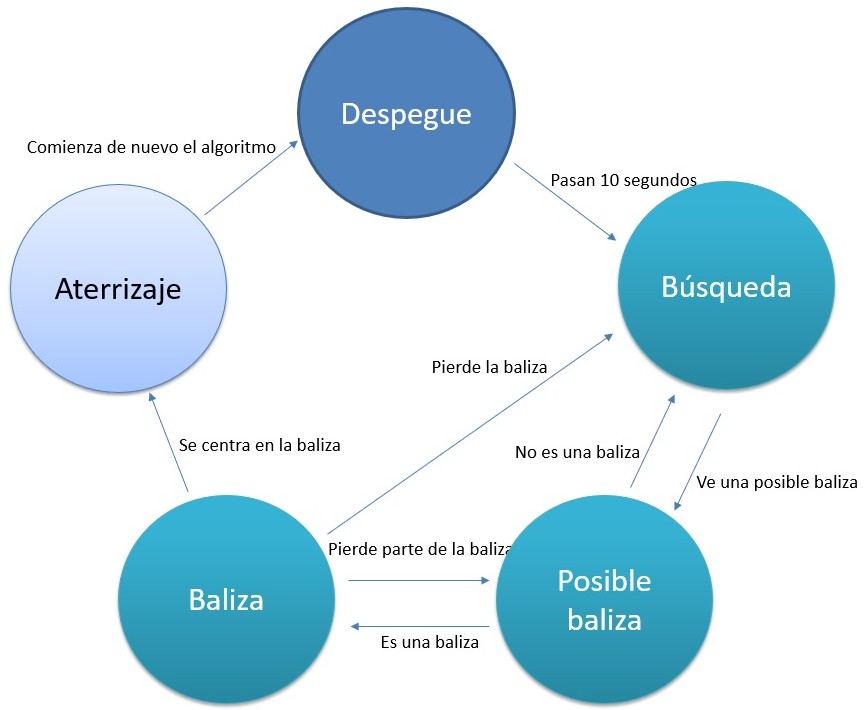 Despegue
Comienza de nuevo el algoritmo
Pasan 10 segundos
Aterrizaje
Búsqueda
Pierde la baliza
Se centra en la baliza
No es una baliza
Ve una posible baliza
Pierde parte de la baliza
Baliza
Posible
baliza
Es una baliza